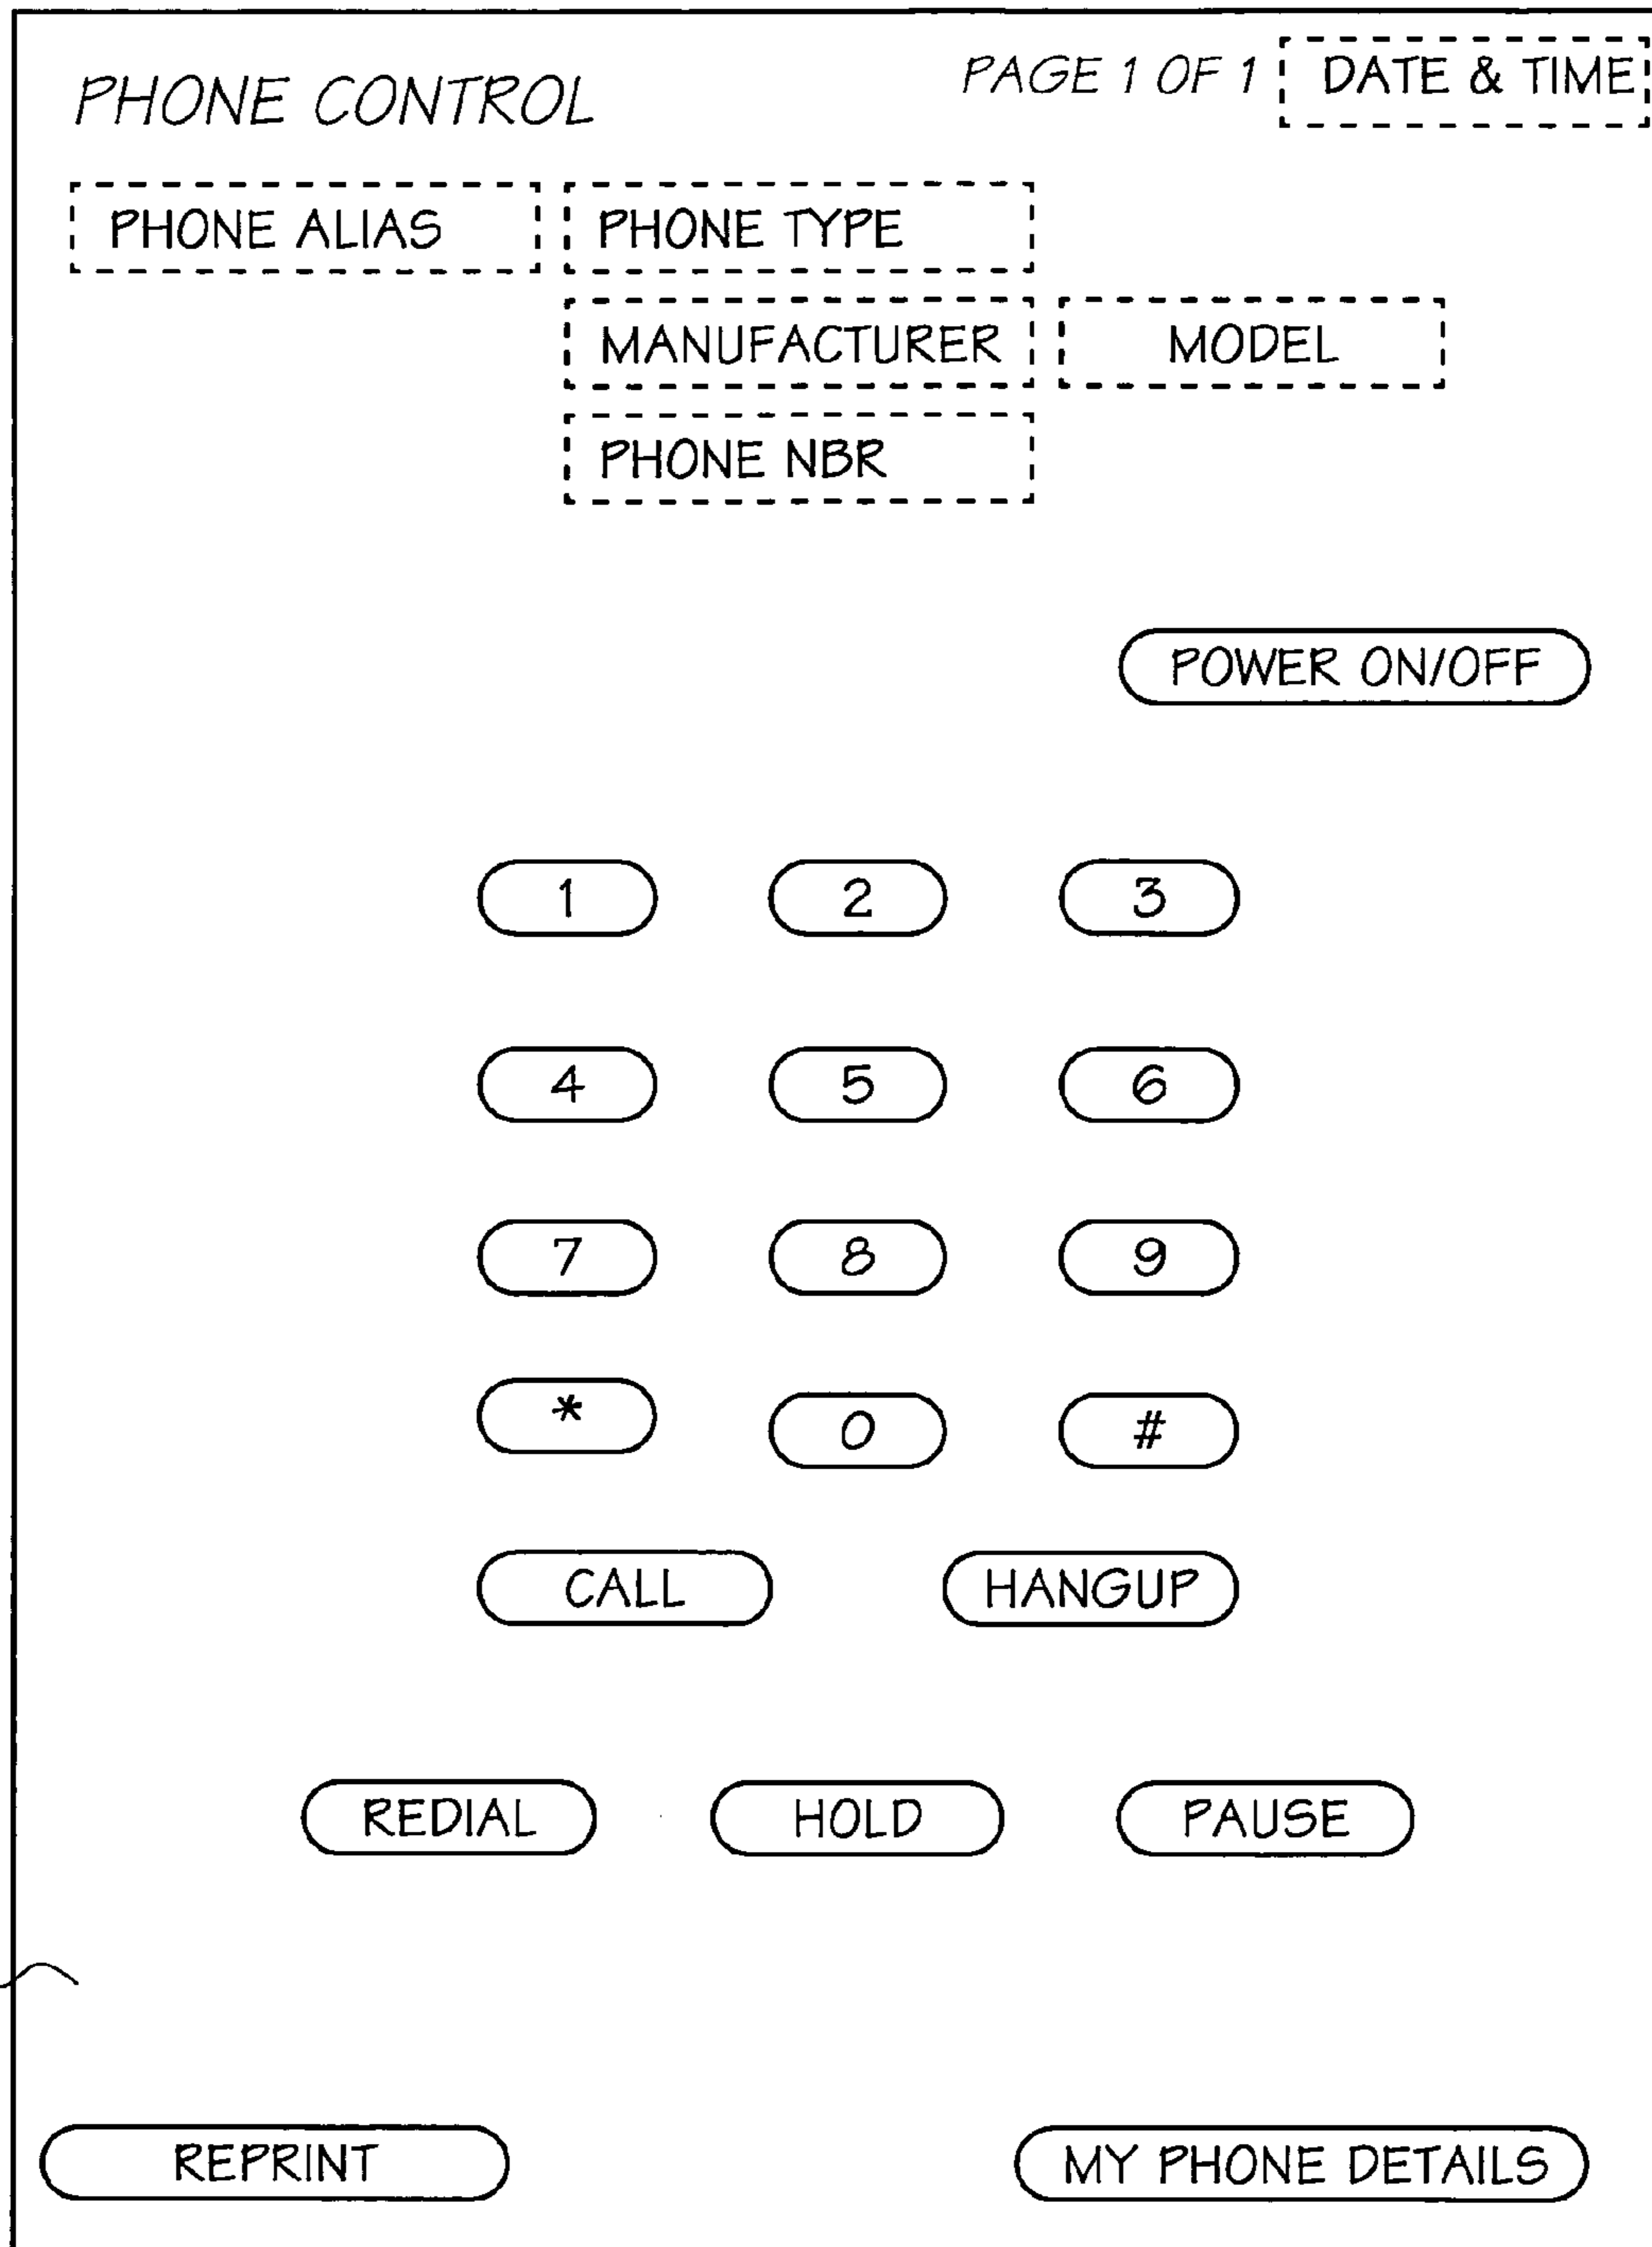 PHONE CONTROL PAGE 1 OF 1 DATE & TIME
PHONE ALIAS PHONE TYPE
MANUFACTURER MODEL
PHONE NBR
POWER ON/OFF
1 2 3
4 5 6
7 8 9
* 0 #
CALL HANGUP
REDIAL HOLD PAUSE
REPRINT MY PHONE DETAILS